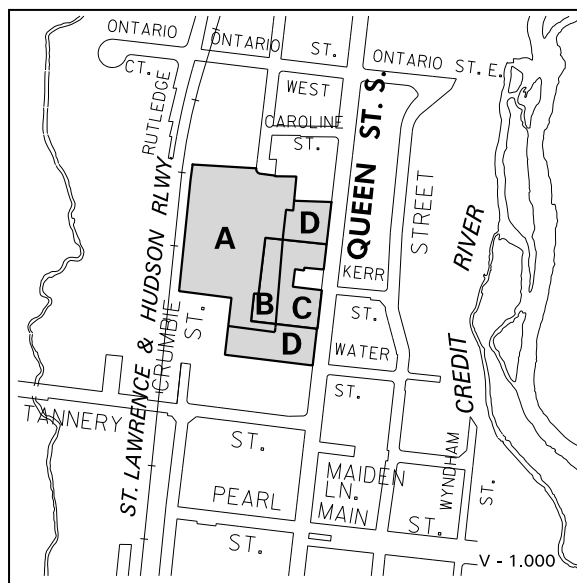 ONTARIO
ONTARIO
ST.
ONTARIO ST. E.
CT.
RUTLEDGE
WEST
CAROLINE
ST.
QUEEN ST. S.
STREET
RIVER
CREDIT
ST. LAWRENCE & HUDSON RLWY
A
D
B
C
D
KERR
ST.
CRUMBIE
ST.
WATER
ST.
TANNERY
ST.
MAIDEN
LN.
WYNDHAM
ST.
PEARL
ST.
MAIN
ST.
V - 1.000